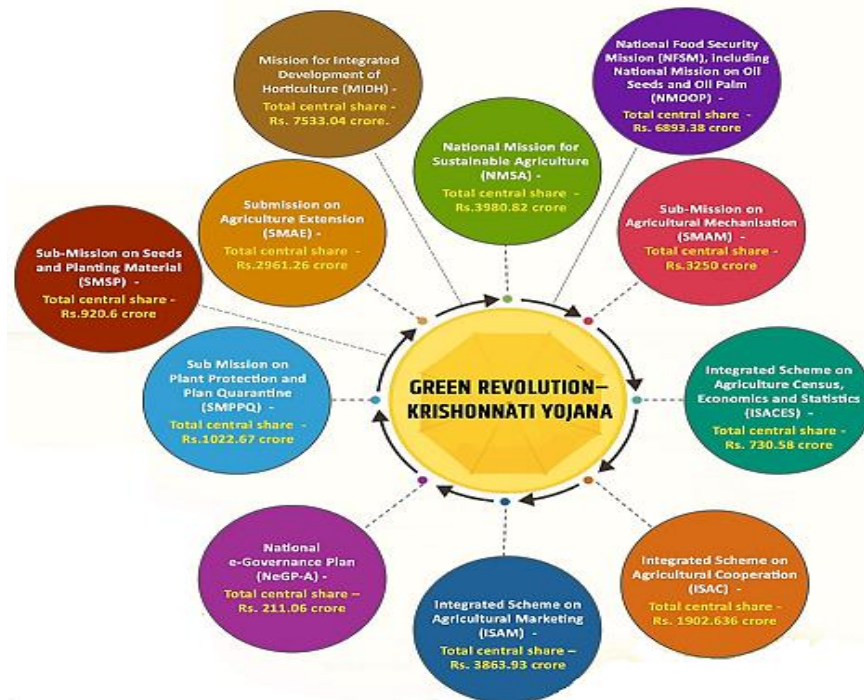 Mission for Integrated
Development of
Horticulture (MIDH) -
Total central share -
Rs. 7533.04 crore.
National Food Security
Mission (NFSM), including
National Mission on Oil
Seeds and Oil Palm
(NMOOP) -
Total central share -
Rs. 6893.38 crore
National Mission for
Sustainable Agriculture
(NMSA) -
Total central share -
Rs.3980.82 crore
Submission on
Agriculture Extension
(SMAE) -
Total central share -
Rs.2961.26 crore
Sub-Mission on
Agricultural Mechanisation
(SMAM) -
Total central share -
Rs.3250 crore
Sub-Mission on Seeds
and Planting Material
(SMSP) -
Total central share -
Rs.920.6 crore
Sub Mission on
Plant Protection and
Plan Quarantine
(SMPPQ) -
Total central share -
Rs.1022.67 crore
GREEN REVOLUTION–
KRISHONNATI YOJANA
Integrated Scheme on
Agriculture Census,
Economics and Statistics
(ISACES) -
Total central share -
Rs. 730.58 crore
National
e-Governance Plan
(NeGP-A) -
Total central share –
Rs. 211.06 crore
Integrated Scheme on
Agricultural Marketing
(ISAM) -
Total central share –
Rs. 3863.93 crore
Integrated Scheme on
Agricultural Cooperation
(ISAC) -
Total central share -
Rs. 1902.636 crore